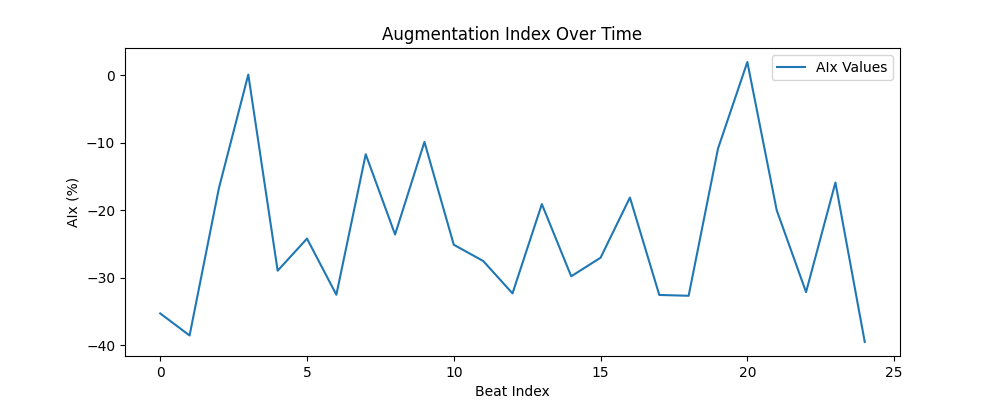 Augmentation Index Over Time
AIx Values
AIx (%)
0
−10
−20
−30
−40
0 5 10 15 20 25
Beat Index